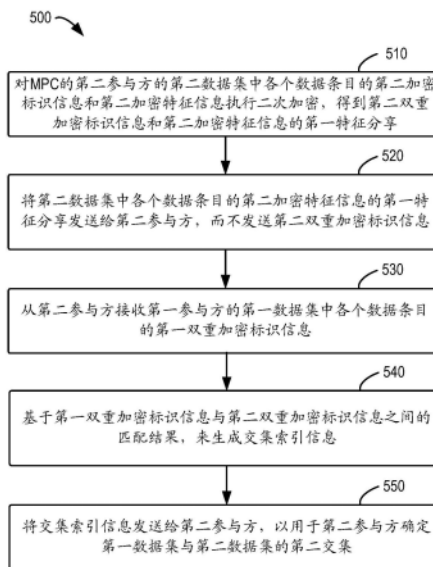 500
510
对MPC的第二参与方的第二数据集中各个数据条目的第二加密
标识信息和第二加密特征信息执行二次加密，得到第二双重
加密标识信息和第二加密特征信息的第一特征分享
520
将第二数据集中各个数据条目的第二加密特征信息的第一特
征分享发送给第二参与方，而不发送第二双重加密标识信息
530
从第二参与方接收第一参与方的第一数据集中各个数据条目
的第一双重加密标识信息
540
基于第一双重加密标识信息与第二双重加密标识信息之间的
匹配结果，来生成交集索引信息
550
将交集索引信息发送给第二参与方，以用于第二参与方确定
第一数据集与第二数据集的第二交集